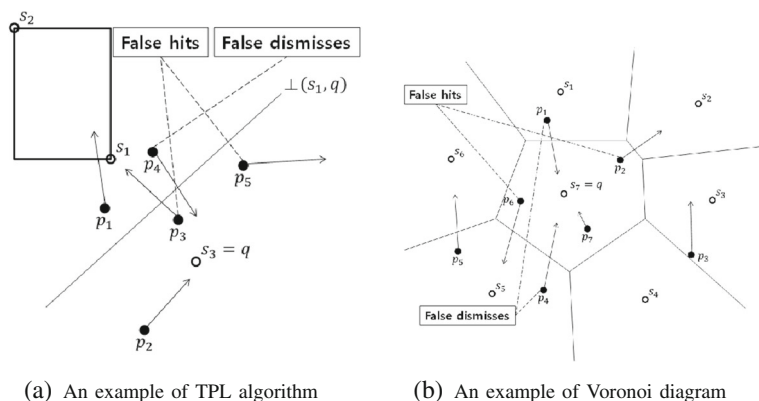 s₂
False hits
False dismisses
⊥(s₁, q)
s₁
p₄
p₅
p₁
p₃
s₃ = q
p₂
(a) An example of TPL algorithm
s₁
s₂
False hits
p₁
s₆
p₂
s₇ = q
s₃
p₆
p₇
p₅
p₃
s₅
p₄
s₄
False dismisses
(b) An example of Voronoi diagram